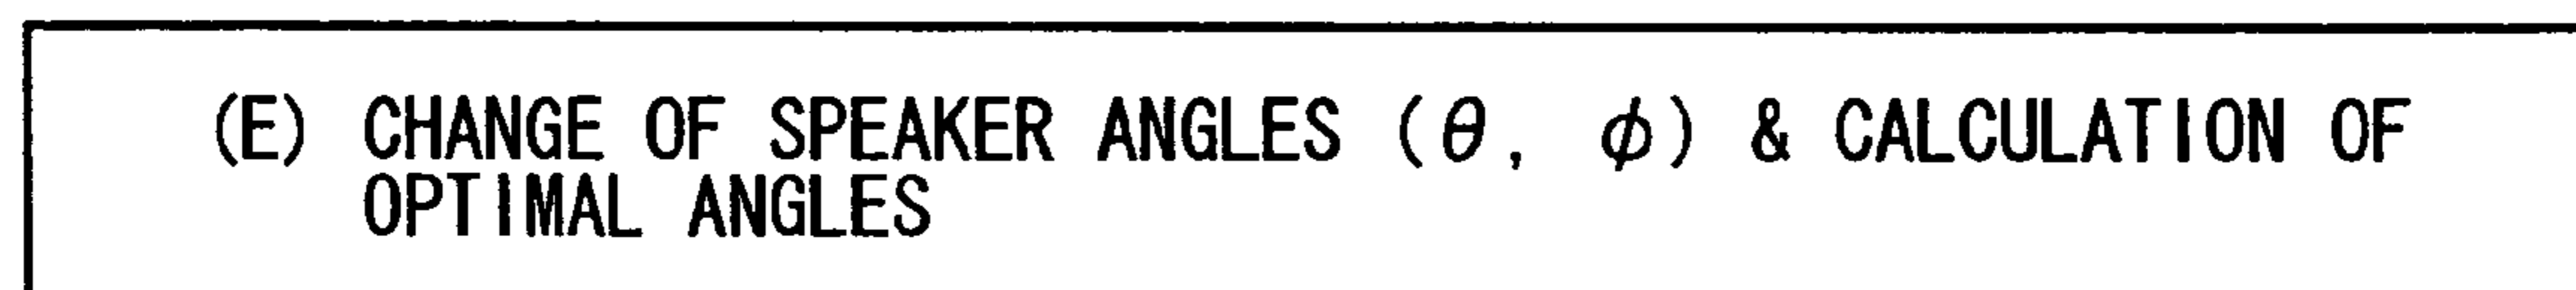 (E) CHANGE OF SPEAKER ANGLES (θ, φ) & CALCULATION OF
OPTIMAL ANGLES